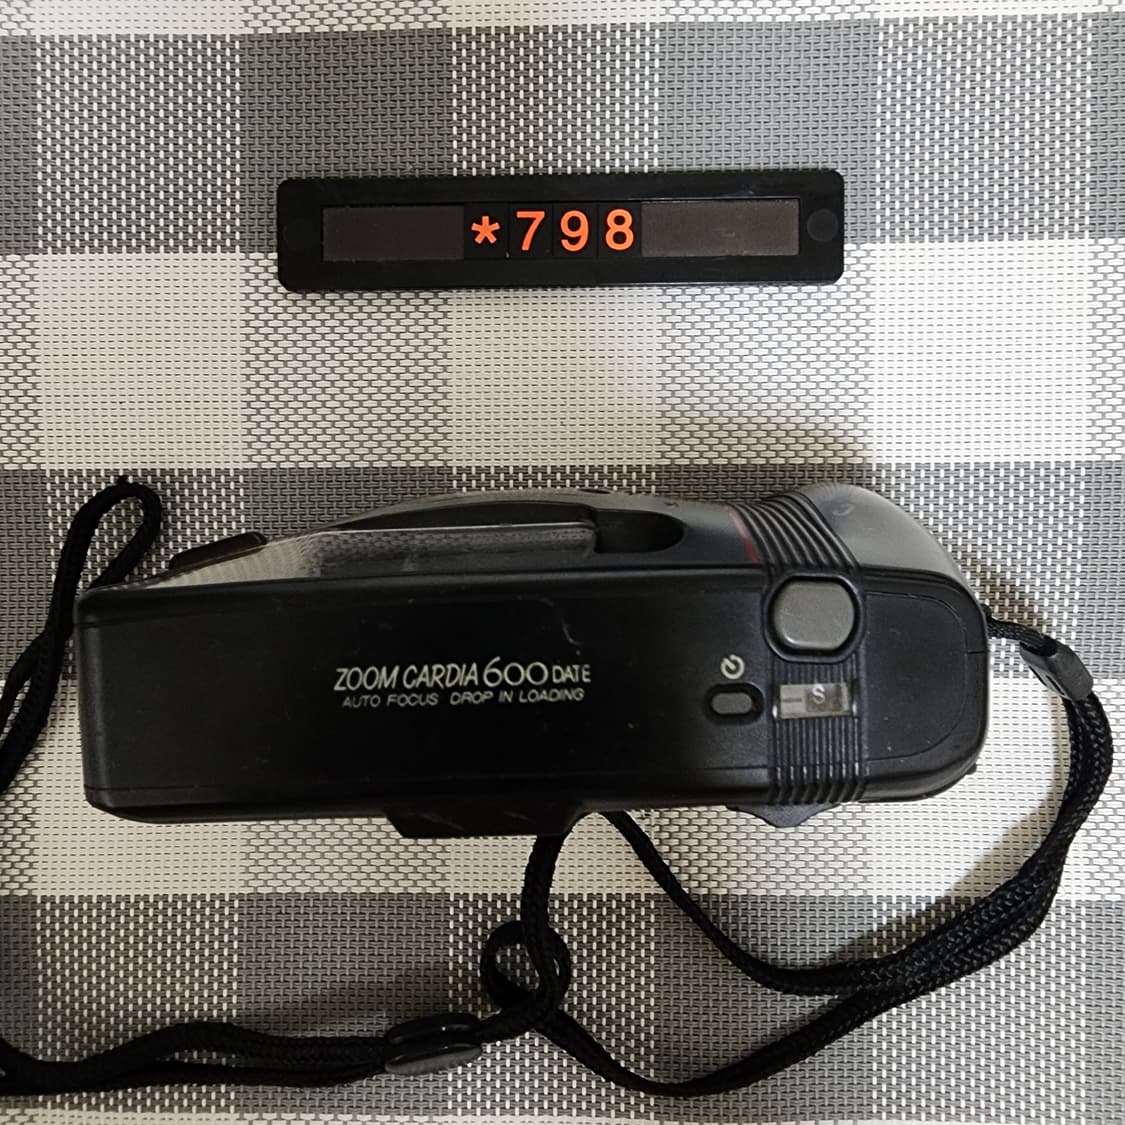 *798
ZOOM CARDIA 600 DATE
AUTO FOCUS DROP IN LOADING
S